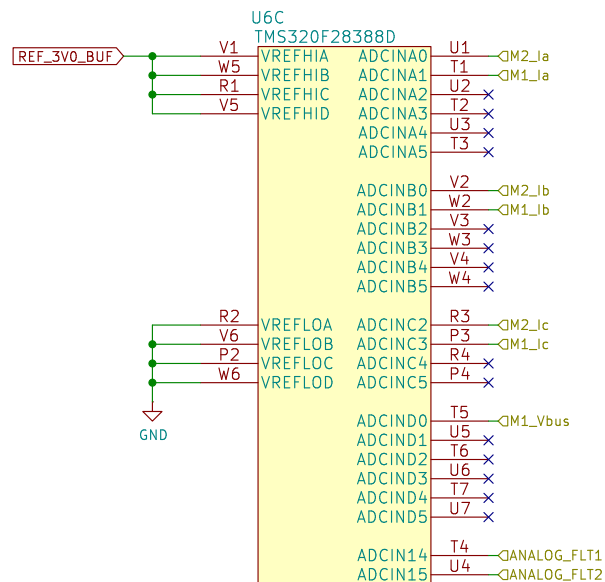 U6C
TMS320F28388D
REF_3V0_BUF V1 VREFHIA ADCINA0 U1 M2_Ia
W5 VREFHIB ADCINA1 T1 M1_Ia
R1 VREFHIC ADCINA2 U2
V5 VREFHID ADCINA3 T2
ADCINA4 U3
ADCINA5 T3
ADCINB0 V2 M2_Ib
ADCINB1 W2 M1_Ib
ADCINB2 V3
ADCINB3 W3
ADCINB4 V4
ADCINB5 W4
R2 VREFLOA ADCINC2 R3 M2_Ic
V6 VREFLOB ADCINC3 P3 M1_Ic
P2 VREFLOC ADCINC4 R4
W6 VREFLOD ADCINC5 P4
GND
ADCIND0 T5 M1_Vbus
ADCIND1 U5
ADCIND2 T6
ADCIND3 U6
ADCIND4 T7
ADCIND5 U7
ADCIN14 T4 ANALOG_FLT1
ADCIN15 U4 ANALOG_FLT2